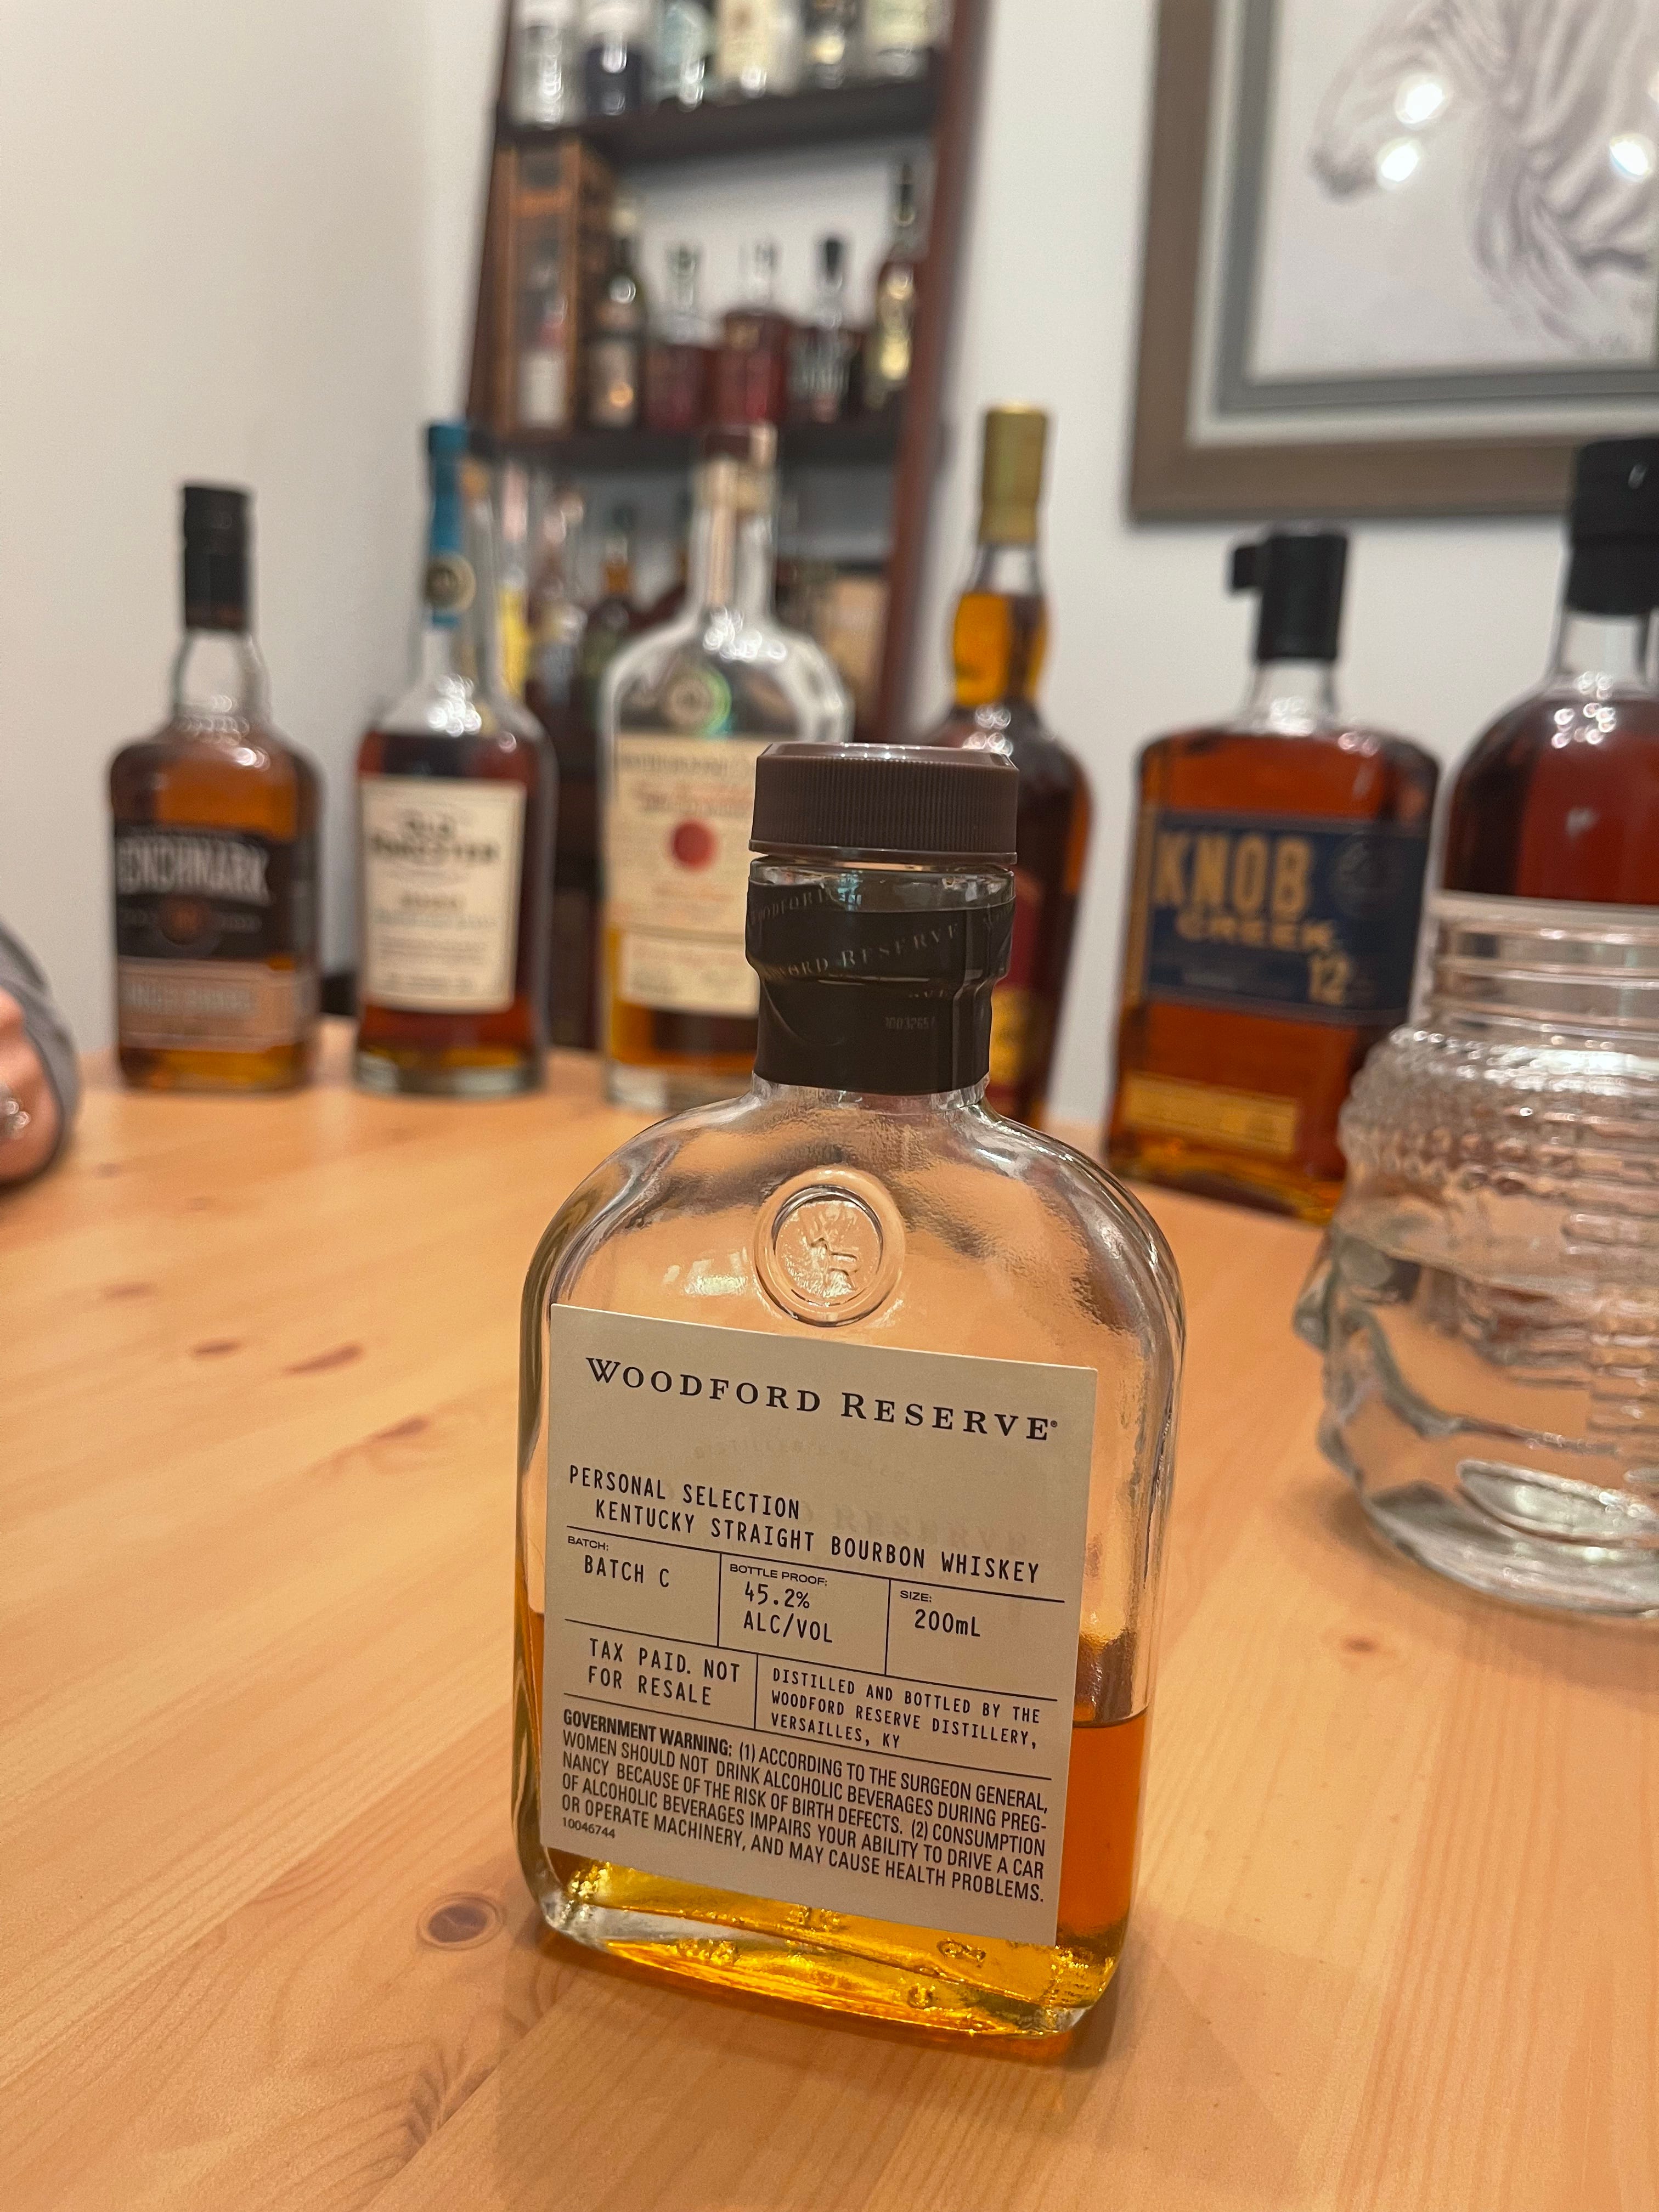 BENCHMARK
OLD
FORESTER
KNOB
CREEK
12
WOODFORD RESERVE
WOODFORD RESERVE®
PERSONAL SELECTION
KENTUCKY STRAIGHT BOURBON WHISKEY
BATCH:
BATCH C
BOTTLE PROOF:
45.2%
ALC/VOL
SIZE:
200mL
TAX PAID. NOT
FOR RESALE
DISTILLED AND BOTTLED BY THE
WOODFORD RESERVE DISTILLERY,
VERSAILLES, KY
GOVERNMENT WARNING: (1) ACCORDING TO THE SURGEON GENERAL,
WOMEN SHOULD NOT DRINK ALCOHOLIC BEVERAGES DURING PREG-
NANCY BECAUSE OF THE RISK OF BIRTH DEFECTS. (2) CONSUMPTION
OF ALCOHOLIC BEVERAGES IMPAIRS YOUR ABILITY TO DRIVE A CAR
OR OPERATE MACHINERY, AND MAY CAUSE HEALTH PROBLEMS.
10046744